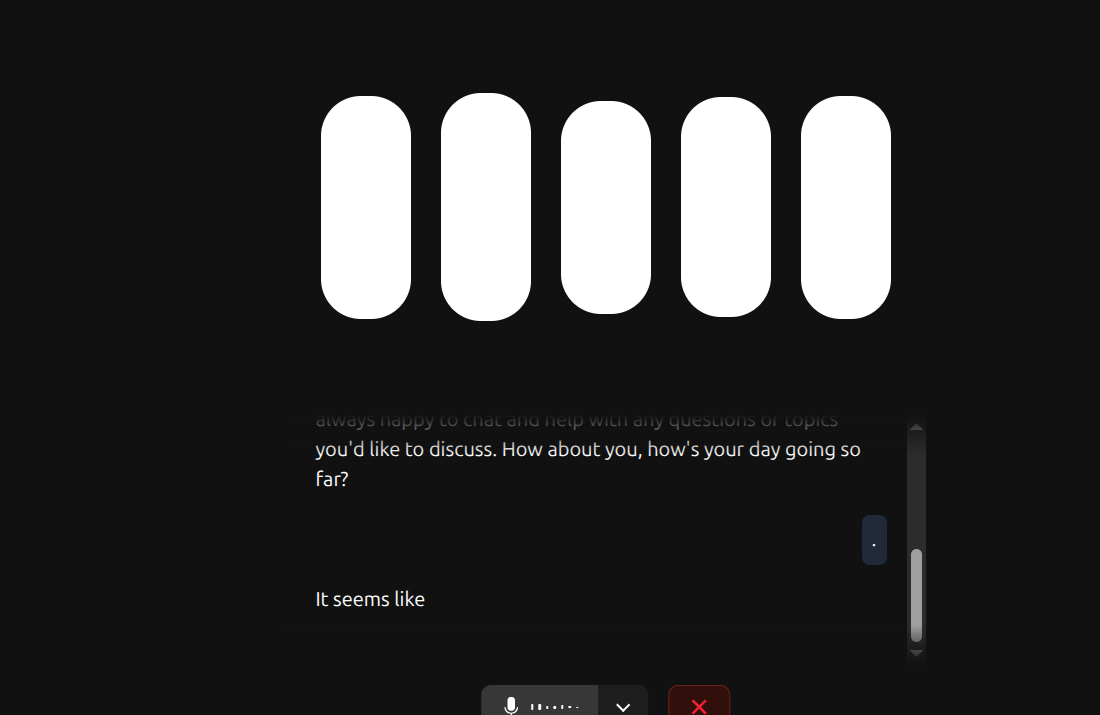 always happy to chat and help with any questions or topics
you'd like to discuss. How about you, how's your day going so
far?
.
It seems like